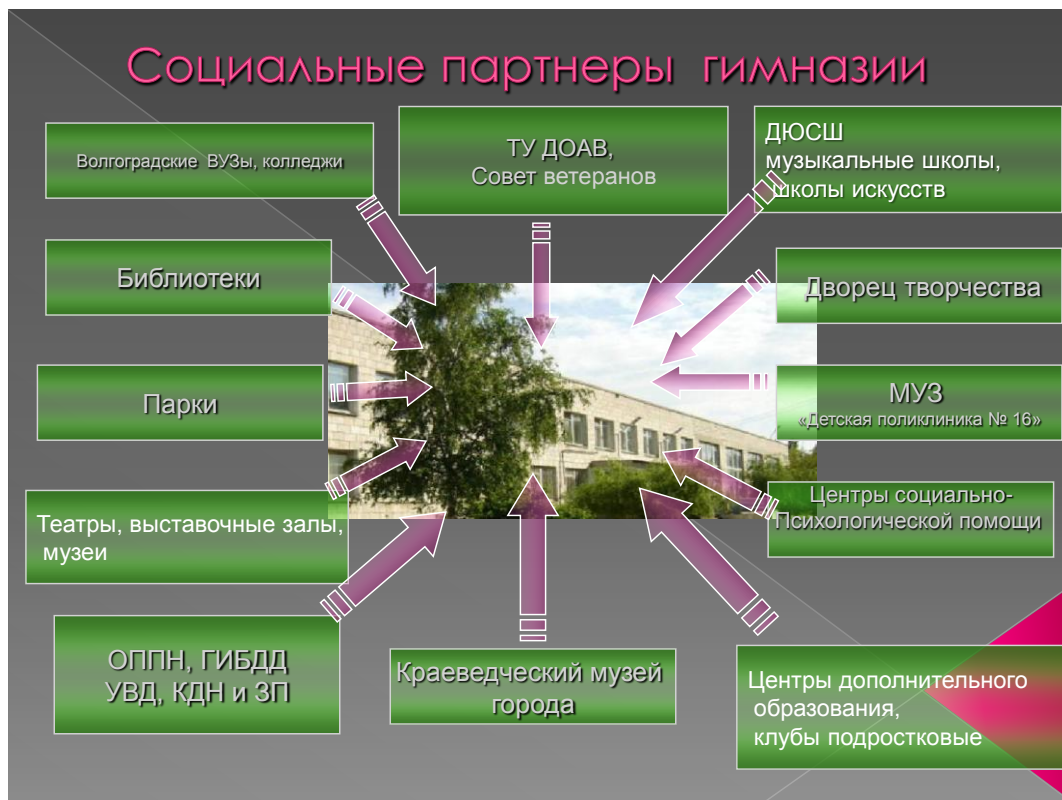 Социальные партнеры гимназии
Волгоградские ВУЗы, колледжи
ТУ ДОАВ,
Совет ветеранов
ДЮСШ
музыкальные школы,
школы искусств
Библиотеки
Дворец творчества
Парки
МУЗ
«Детская поликлиника № 16»
Театры, выставочные залы,
музеи
Центры социально-
Психологической помощи
ОППН, ГИБДД
УВД, КДН и ЗП
Краеведческий музей
города
Центры дополнительного
образования,
клубы подростковые